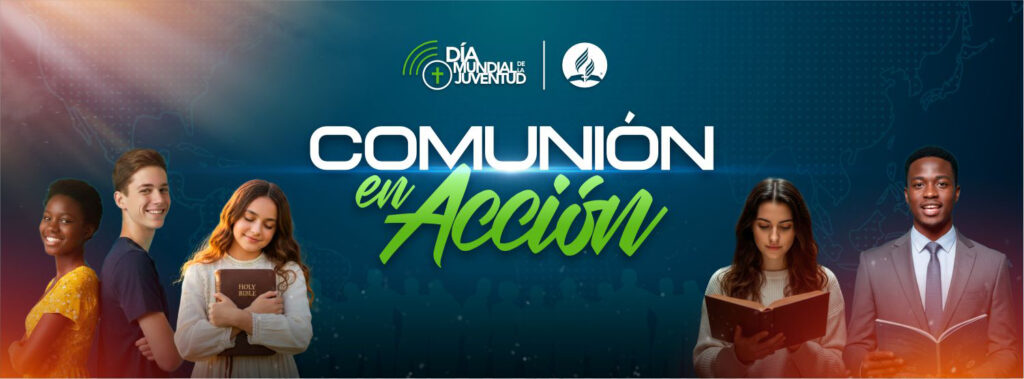 DÍA
MUNDIAL DE LA
JUVENTUD
COMUNIÓN
en Acción
HOLY
BIBLE